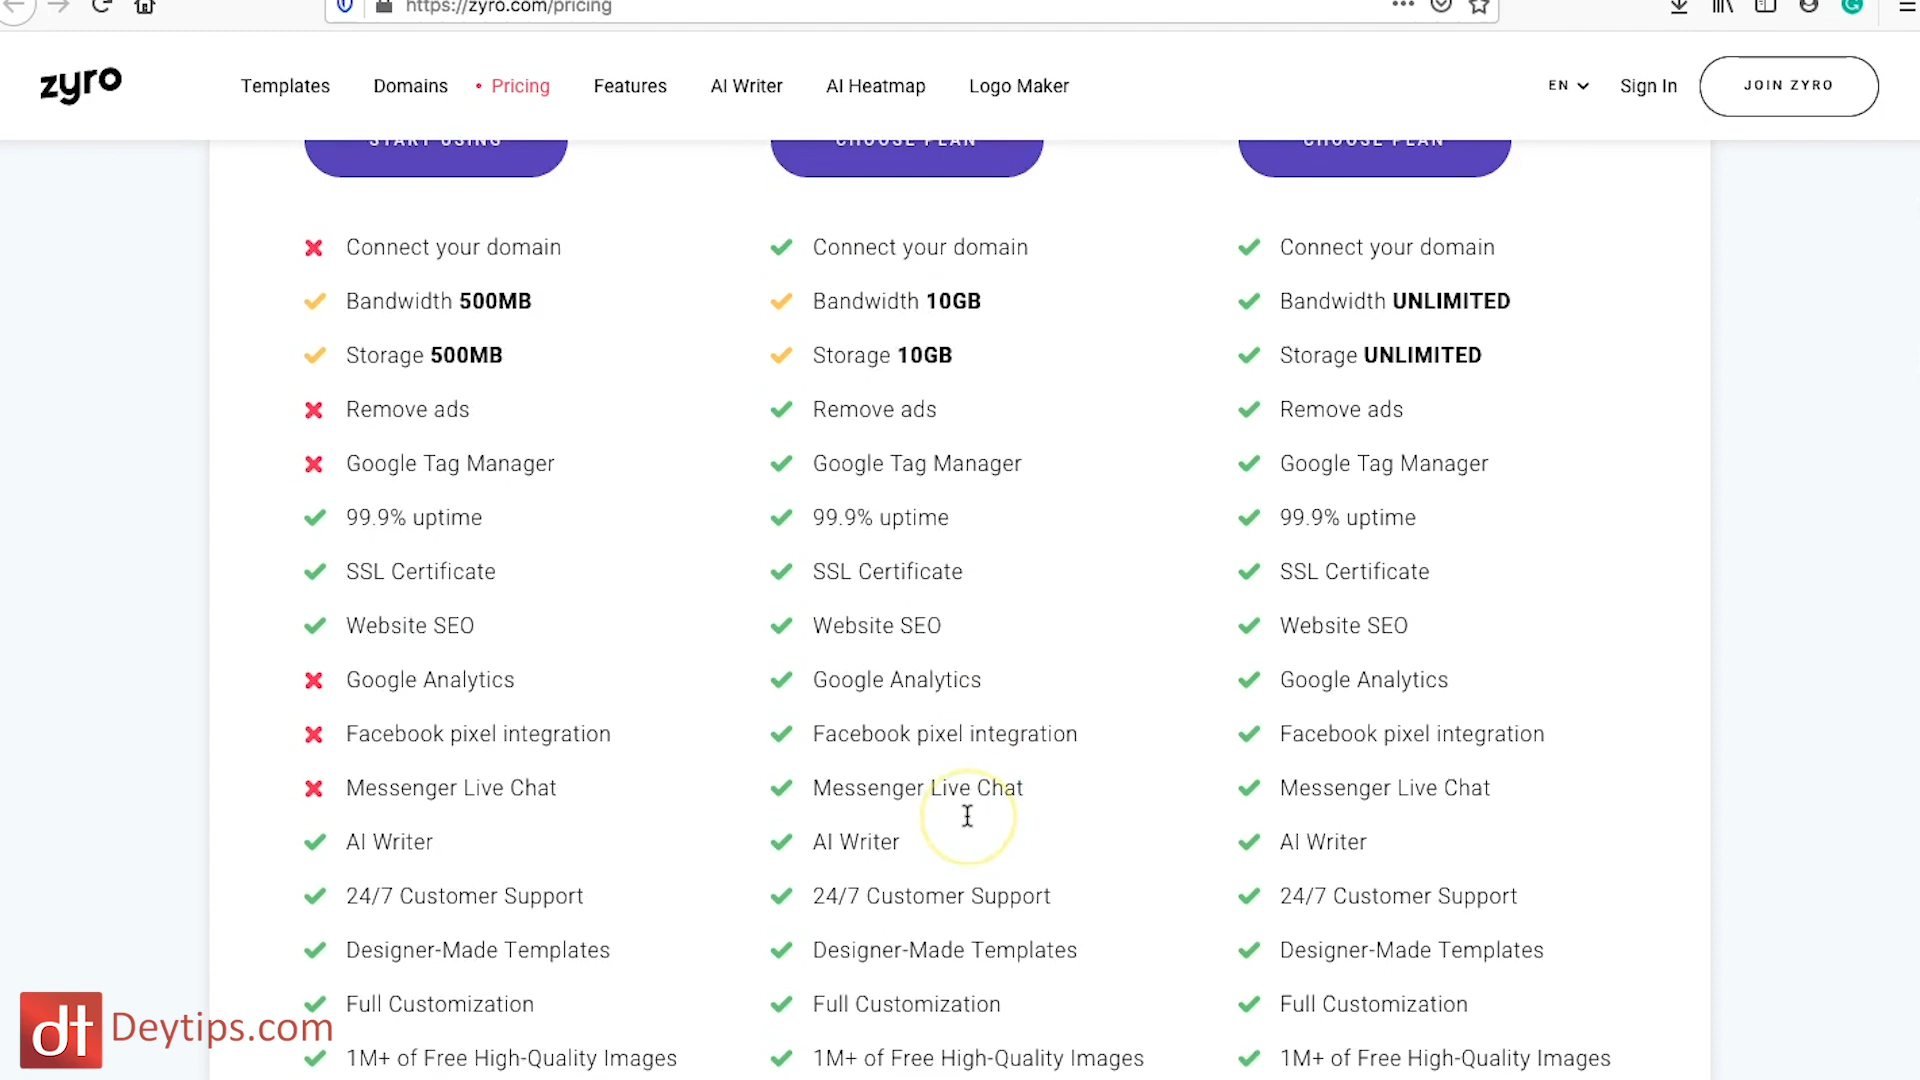 https://zyro.com/pricing
zyro Templates Domains • Pricing Features AI Writer AI Heatmap Logo Maker EN Sign In JOIN ZYRO
START USING CHOOSE PLAN CHOOSE PLAN
Connect your domain Connect your domain Connect your domain
Bandwidth 500MB Bandwidth 10GB Bandwidth UNLIMITED
Storage 500MB Storage 10GB Storage UNLIMITED
Remove ads Remove ads Remove ads
Google Tag Manager Google Tag Manager Google Tag Manager
99.9% uptime 99.9% uptime 99.9% uptime
SSL Certificate SSL Certificate SSL Certificate
Website SEO Website SEO Website SEO
Google Analytics Google Analytics Google Analytics
Facebook pixel integration Facebook pixel integration Facebook pixel integration
Messenger Live Chat Messenger Live Chat Messenger Live Chat
AI Writer AI Writer AI Writer
24/7 Customer Support 24/7 Customer Support 24/7 Customer Support
Designer-Made Templates Designer-Made Templates Designer-Made Templates
Full Customization Full Customization Full Customization
dt Deytips.com
1M+ of Free High-Quality Images 1M+ of Free High-Quality Images 1M+ of Free High-Quality Images